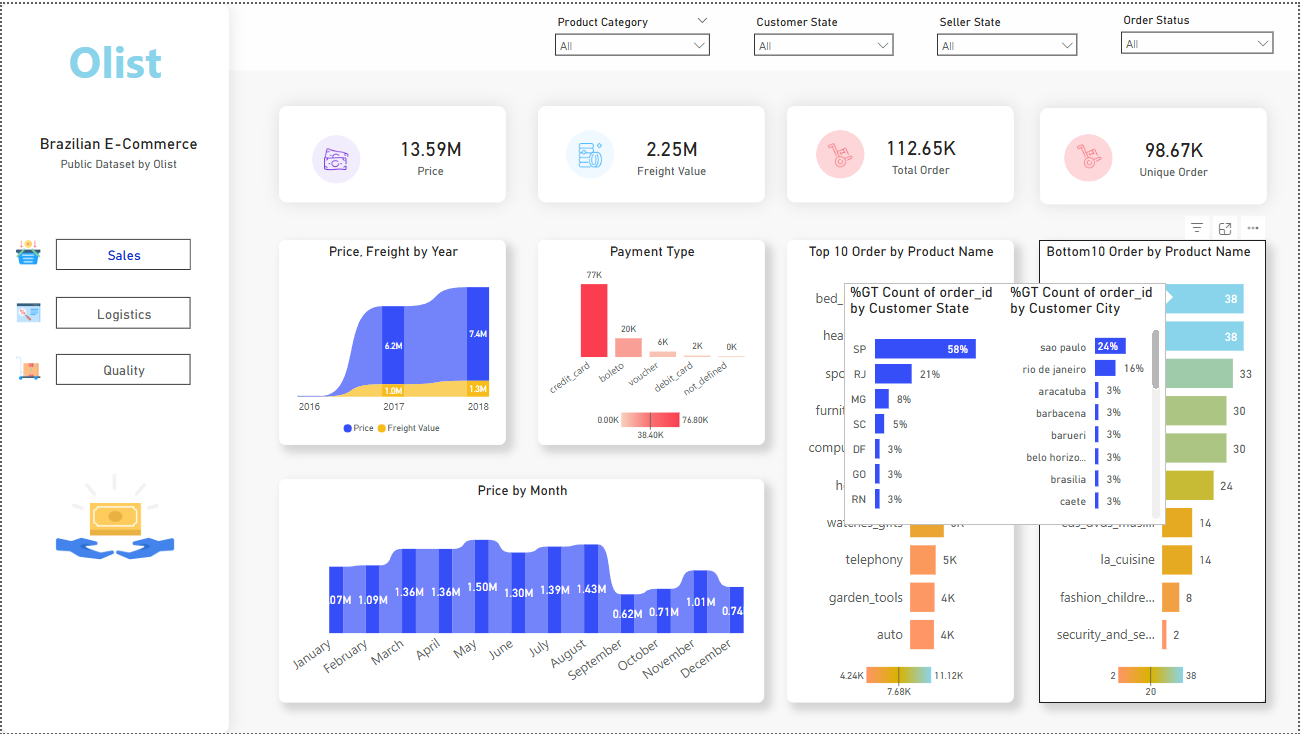 Olist
Brazilian E-Commerce
Public Dataset by Olist
Sales
Logistics
Quality
Product Category
All
Customer State
All
Seller State
All
Order Status
All
13.59M
Price
2.25M
Freight Value
112.65K
Total Order
98.67K
Unique Order
Price, Freight by Year
6.2M
7.4M
1.0M
1.3M
2016 2017 2018
Price Freight Value
Payment Type
77K
20K
6K
2K
0K
credit_card
boleto
voucher
debit_card
not_defined
0.00K 76.80K
38.40K
Price by Month
07M 1.09M 1.36M 1.36M 1.50M 1.30M 1.39M 1.43M 0.62M 0.71M 1.01M 0.74
January
February
March
April
May
June
July
August
September
October
November
December
Top 10 Order by Product Name
bed_
hea
spo
furnit
compu
h
telephony 5K
garden_tools 4K
auto 4K
4.24K 11.12K
7.68K
%GT Count of order_id
by Customer State
SP 58%
RJ 21%
MG 8%
SC 5%
DF 3%
GO 3%
RN 3%
%GT Count of order_id
by Customer City
sao paulo 24%
rio de janeiro 16%
aracatuba 3%
barbacena 3%
barueri 3%
belo horizo... 3%
brasilia 3%
caete 3%
Bottom10 Order by Product Name
38
38
33
30
30
24
14
la_cuisine 14
fashion_childre... 8
security_and_se... 2
2 38
20